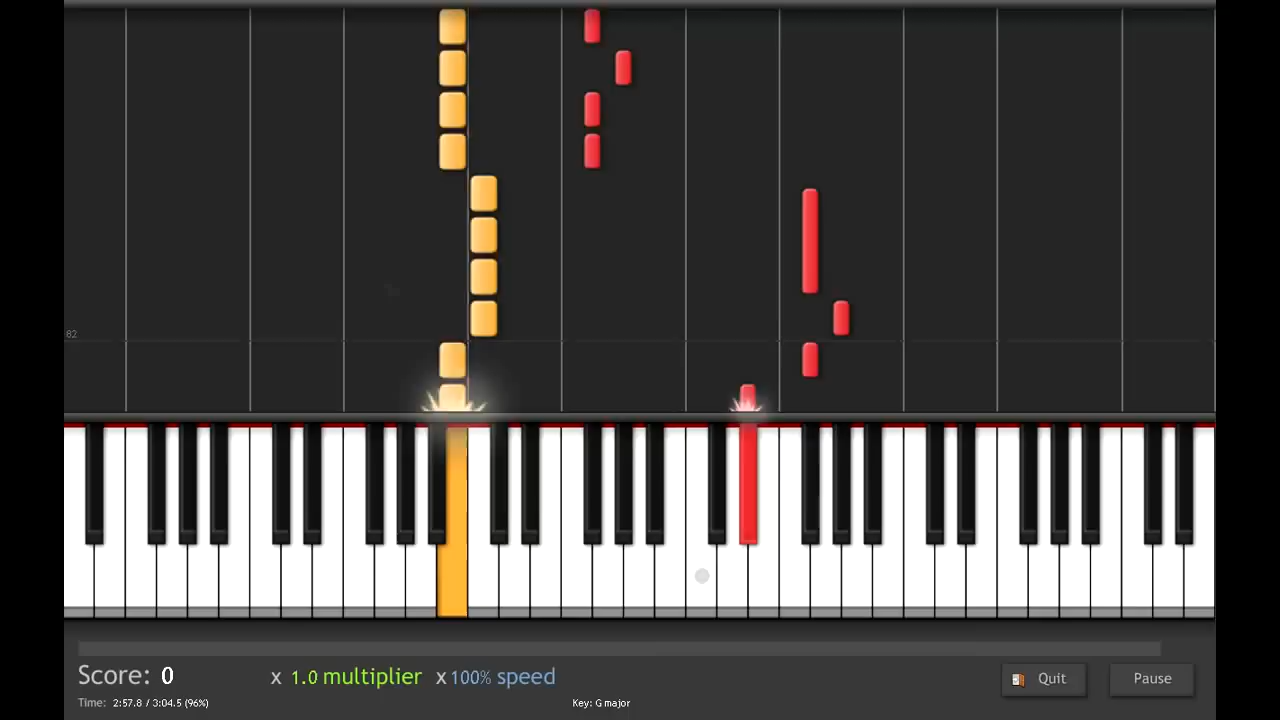 82
Score: 0 x 1.0 multiplier x 100% speed
Quit
Pause
Time: 2:57.8 / 3:04.5 (96%)
Key: G major